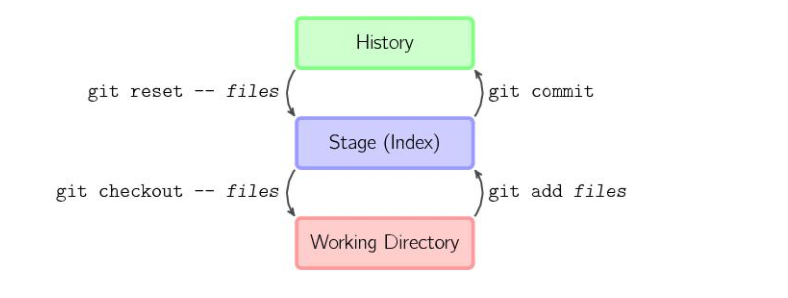 History
git reset -- files
git commit
Stage (Index)
git checkout -- files
git add files
Working Directory